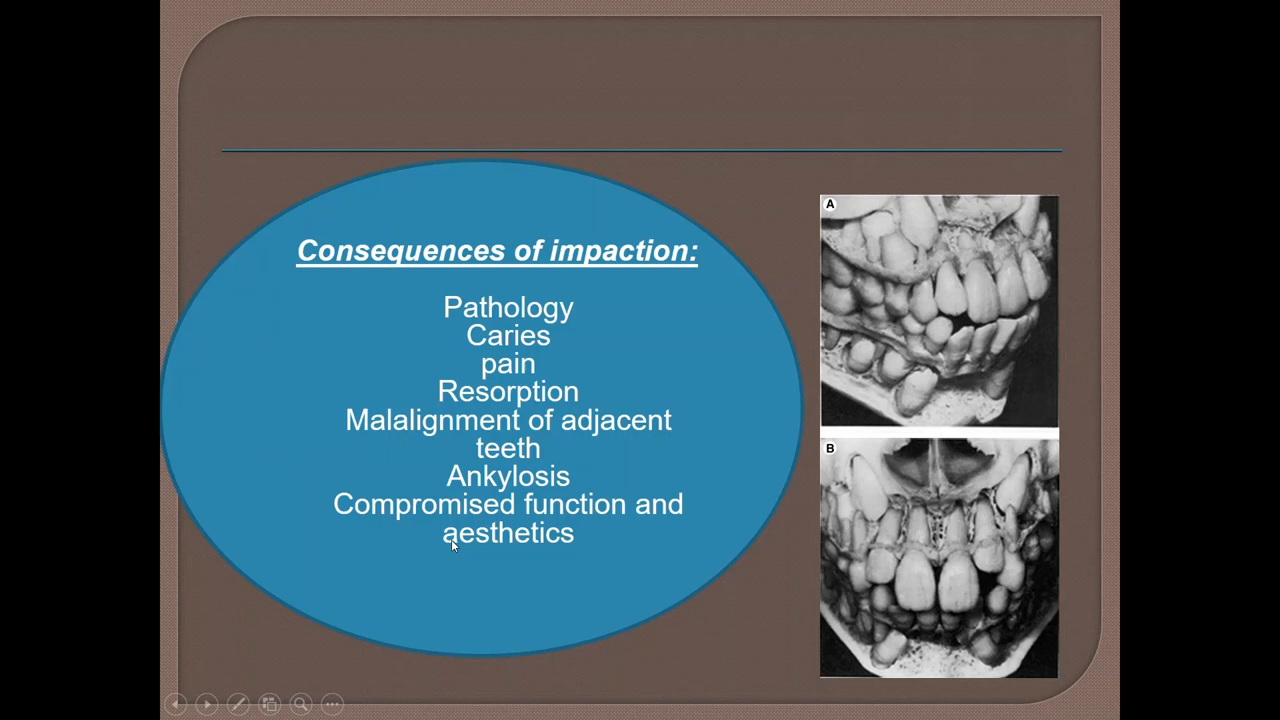 Consequences of impaction:
Pathology
Caries
pain
Resorption
Malalignment of adjacent
teeth
Ankylosis
Compromised function and
aesthetics
A
B